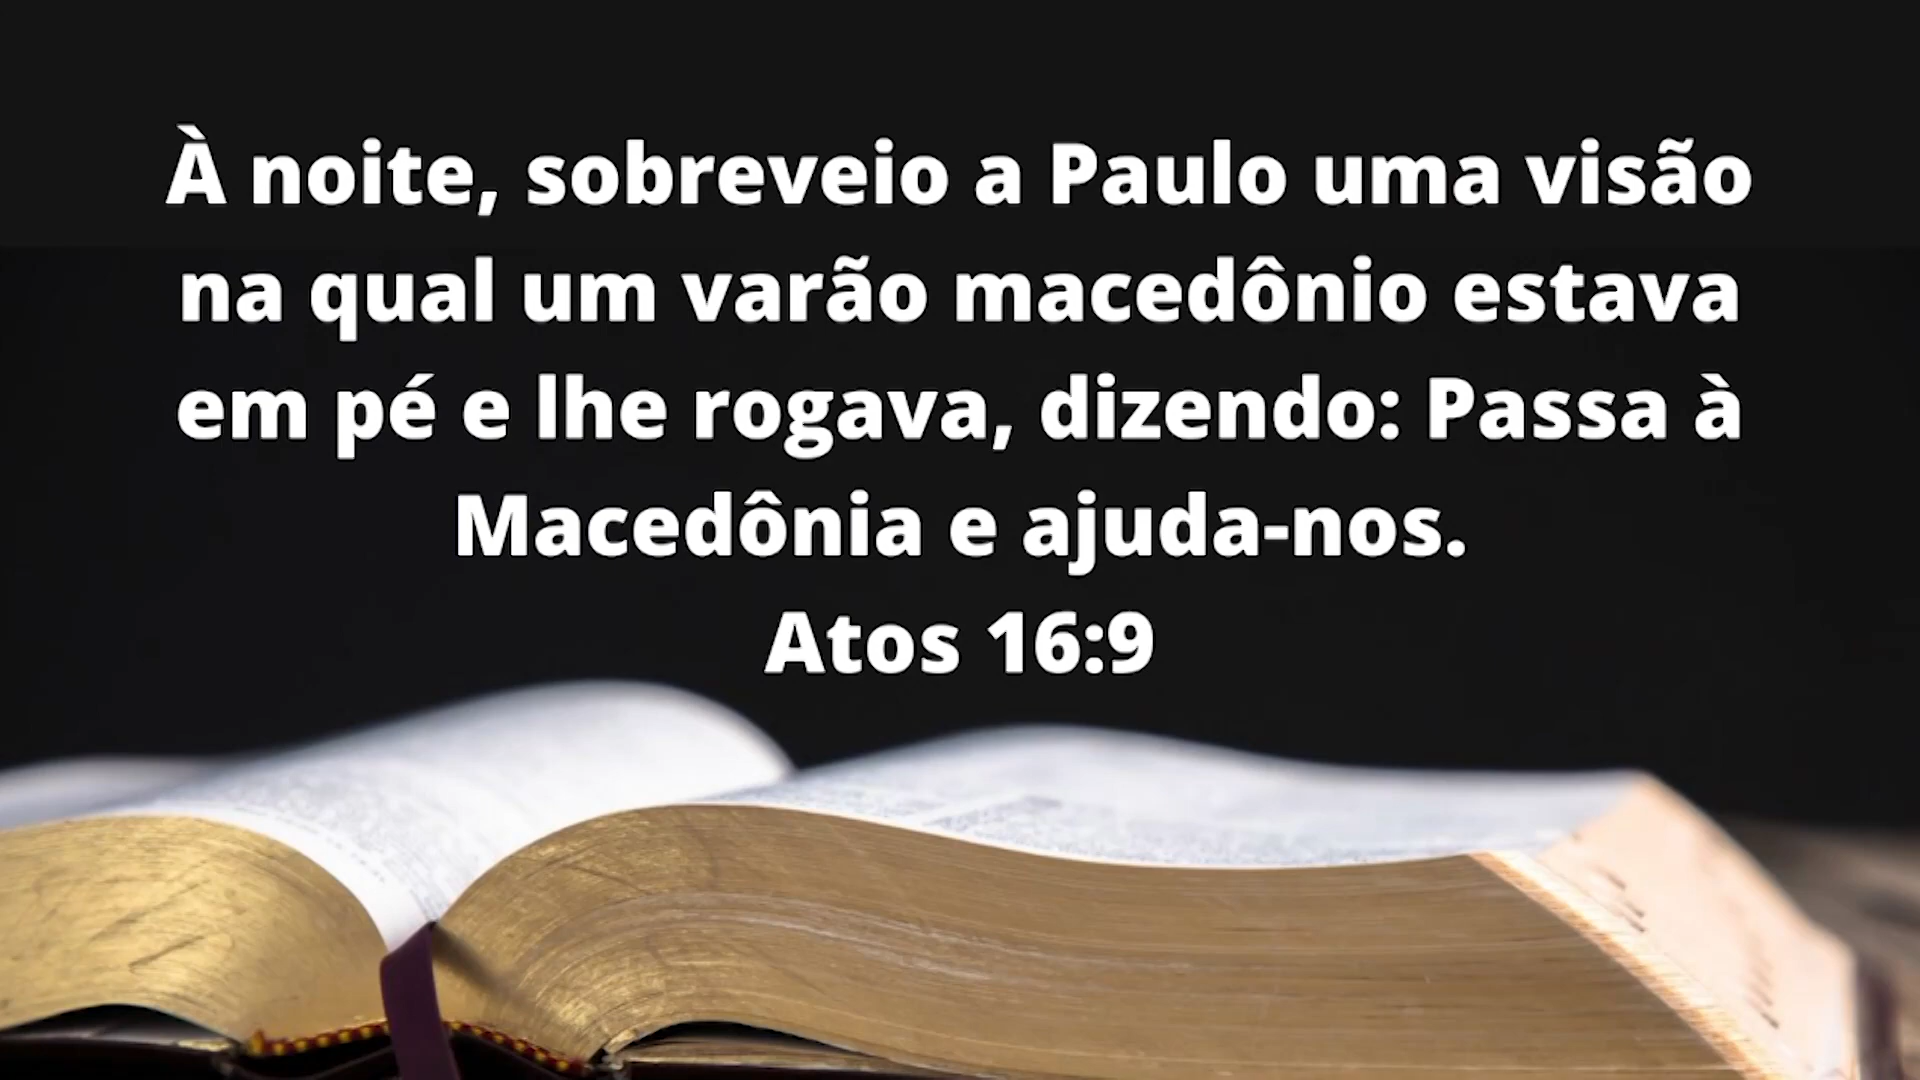 À noite, sobreveio a Paulo uma visão
na qual um varão macedônio estava
em pé e lhe rogava, dizendo: Passa à
Macedônia e ajuda-nos.
Atos 16:9